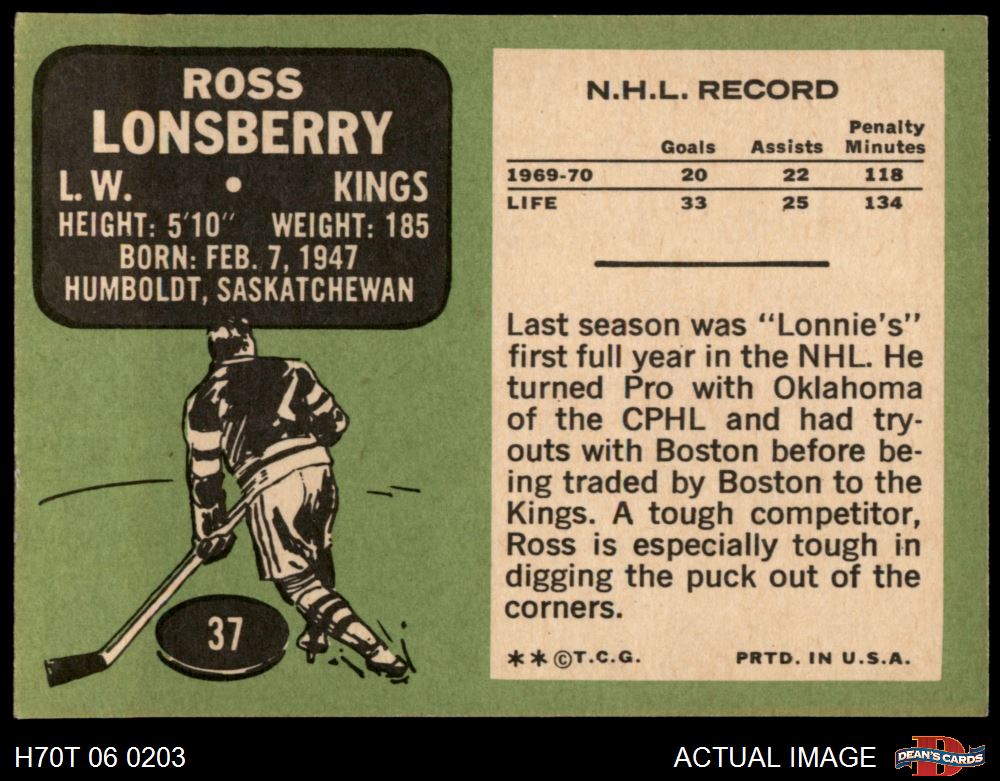 ROSS
LONSBERRY
L. W. • KINGS
HEIGHT: 5'10" WEIGHT: 185
BORN: FEB. 7, 1947
HUMBOLDT, SASKATCHEWAN
37
N.H.L. RECORD
Goals Assists Penalty Minutes
1969-70 20 22 118
LIFE 33 25 134
Last season was "Lonnie's"
first full year in the NHL. He
turned Pro with Oklahoma
of the CPHL and had try-
outs with Boston before be-
ing traded by Boston to the
Kings. A tough competitor,
Ross is especially tough in
digging the puck out of the
corners.
**©T.C.G. PRTD. IN U.S.A.
H70T 06 0203 ACTUAL IMAGE DEAN'S CARDS